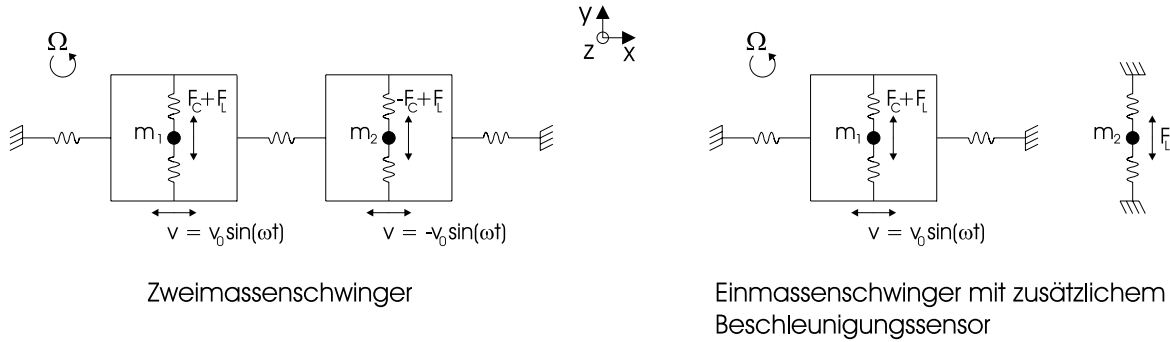 y
z x
Ω
F_C+F_L
m_1
v = v_0 sin(ωt)
-F_C+F_L
m_2
v = -v_0 sin(ωt)
Zweimassenschwinger
Ω
F_C+F_L
m_1
v = v_0 sin(ωt)
m_2
F_L
Einmassenschwinger mit zusätzlichem
Beschleunigungssensor